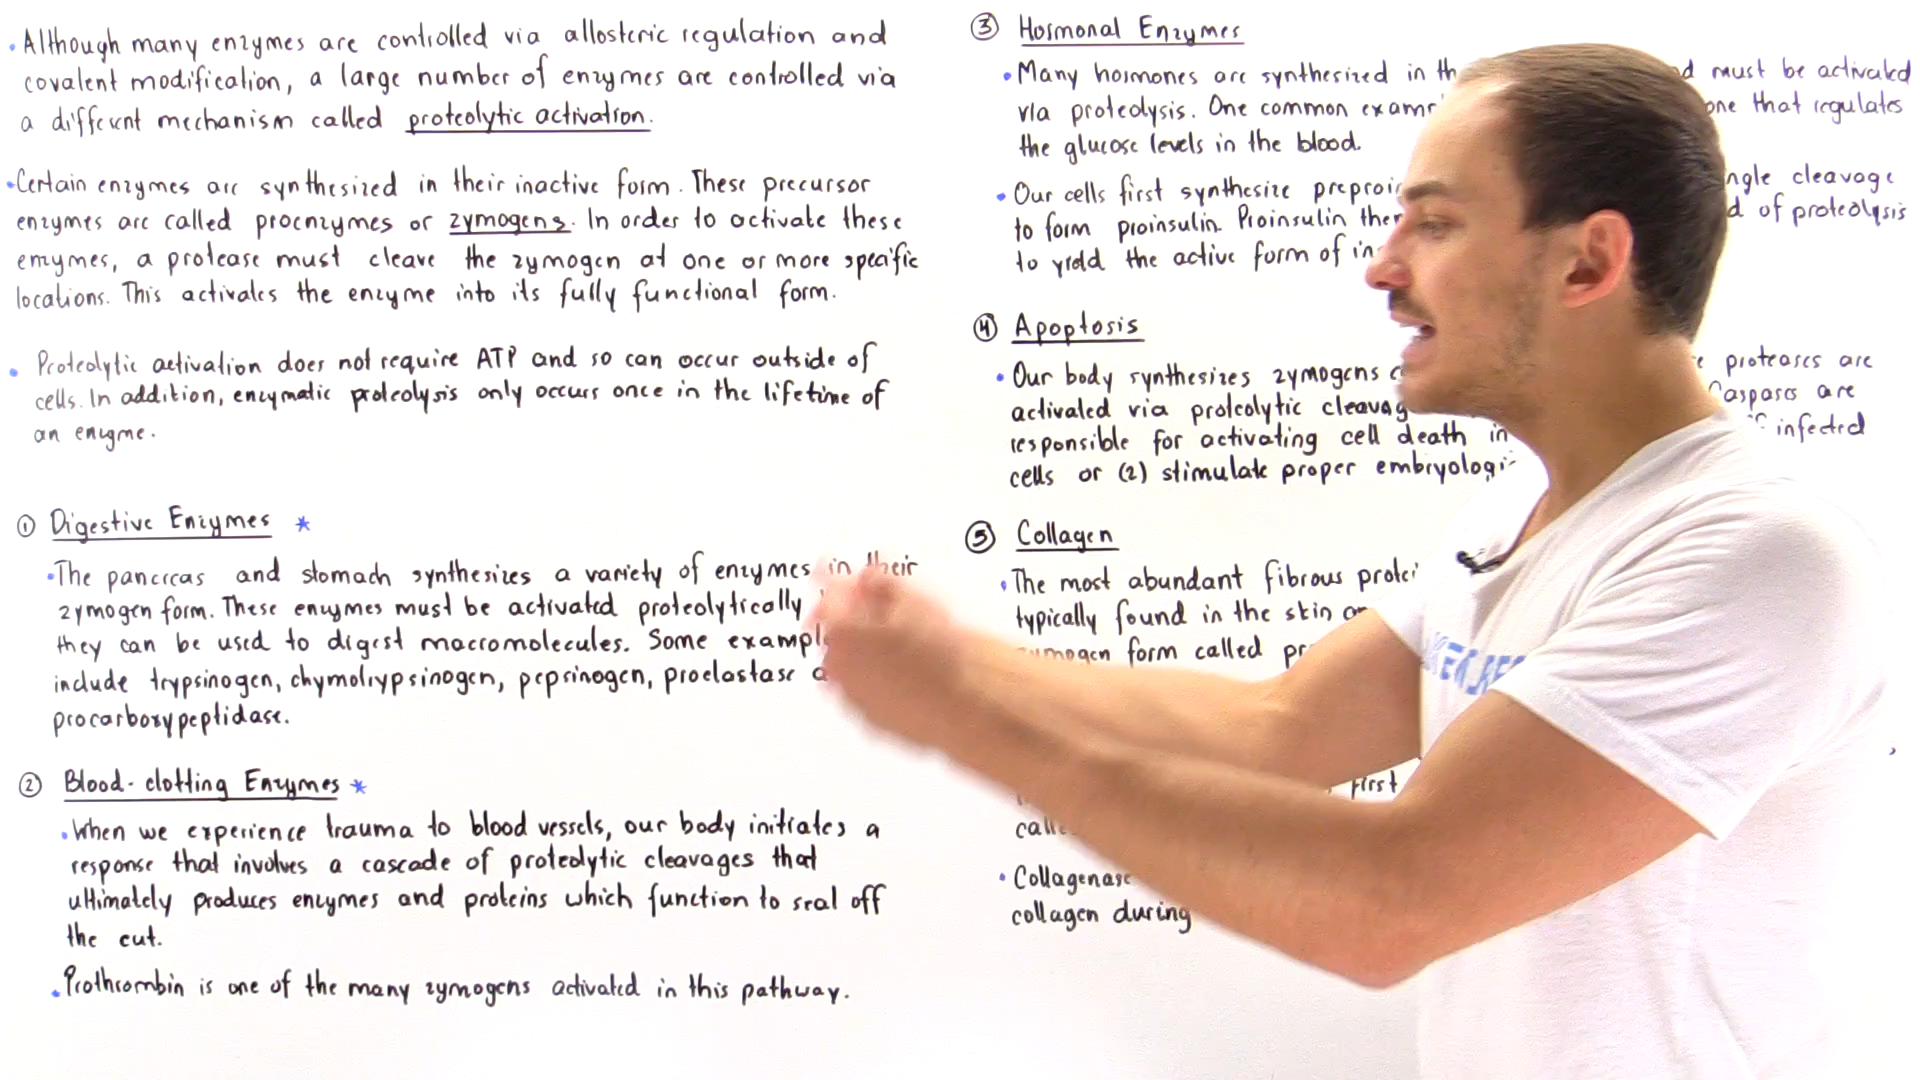 Although many enzymes are controlled via allosteric regulation and
covalent modification, a large number of enzymes are controlled via
a different mechanism called proteolytic activation.
Certain enzymes are synthesized in their inactive form. These precursor
enzymes are called proenzymes or zymogens. In order to activate these
enzymes, a protease must cleave the zymogen at one or more specific
locations. This activates the enzyme into its fully functional form.
Proteolytic activation does not require ATP and so can occur outside of
cells. In addition, enzymatic proteolysis only occurs once in the lifetime of
an enzyme.
① Digestive Enzymes *
The pancreas and stomach synthesizes a variety of enzymes in their
zymogen form. These enzymes must be activated proteolytically
they can be used to digest macromolecules. Some exampl
include trypsinogen, chymotrypsinogen, pepsinogen, proelastase
procarboxypeptidase.
② Blood-clotting Enzymes *
When we experience trauma to blood vessels, our body initiates a
response that involves a cascade of proteolytic cleavages that
ultimately produces enzymes and proteins which function to seal off
the cut.
Prothrombin is one of the many zymogens activated in this pathway.
③ Hormonal Enzymes
Many hormones are synthesized in th d must be activated
via proteolysis. One common exam one that regulates
the glucose levels in the blood.
Our cells first synthesize preproi ngle cleavage
to form proinsulin. Proinsulin the d of proteolysis
to yield the active form of in
④ Apoptosis
Our body synthesizes zymogens c proteases are
activated via proteolytic cleavag Caspases are
responsible for activating cell death in infected
cells or (2) stimulate proper embryologi
⑤ Collagen
The most abundant fibrous protei
typically found in the skin
zymogen form called pr
first
calle
Collagenase
collagen during